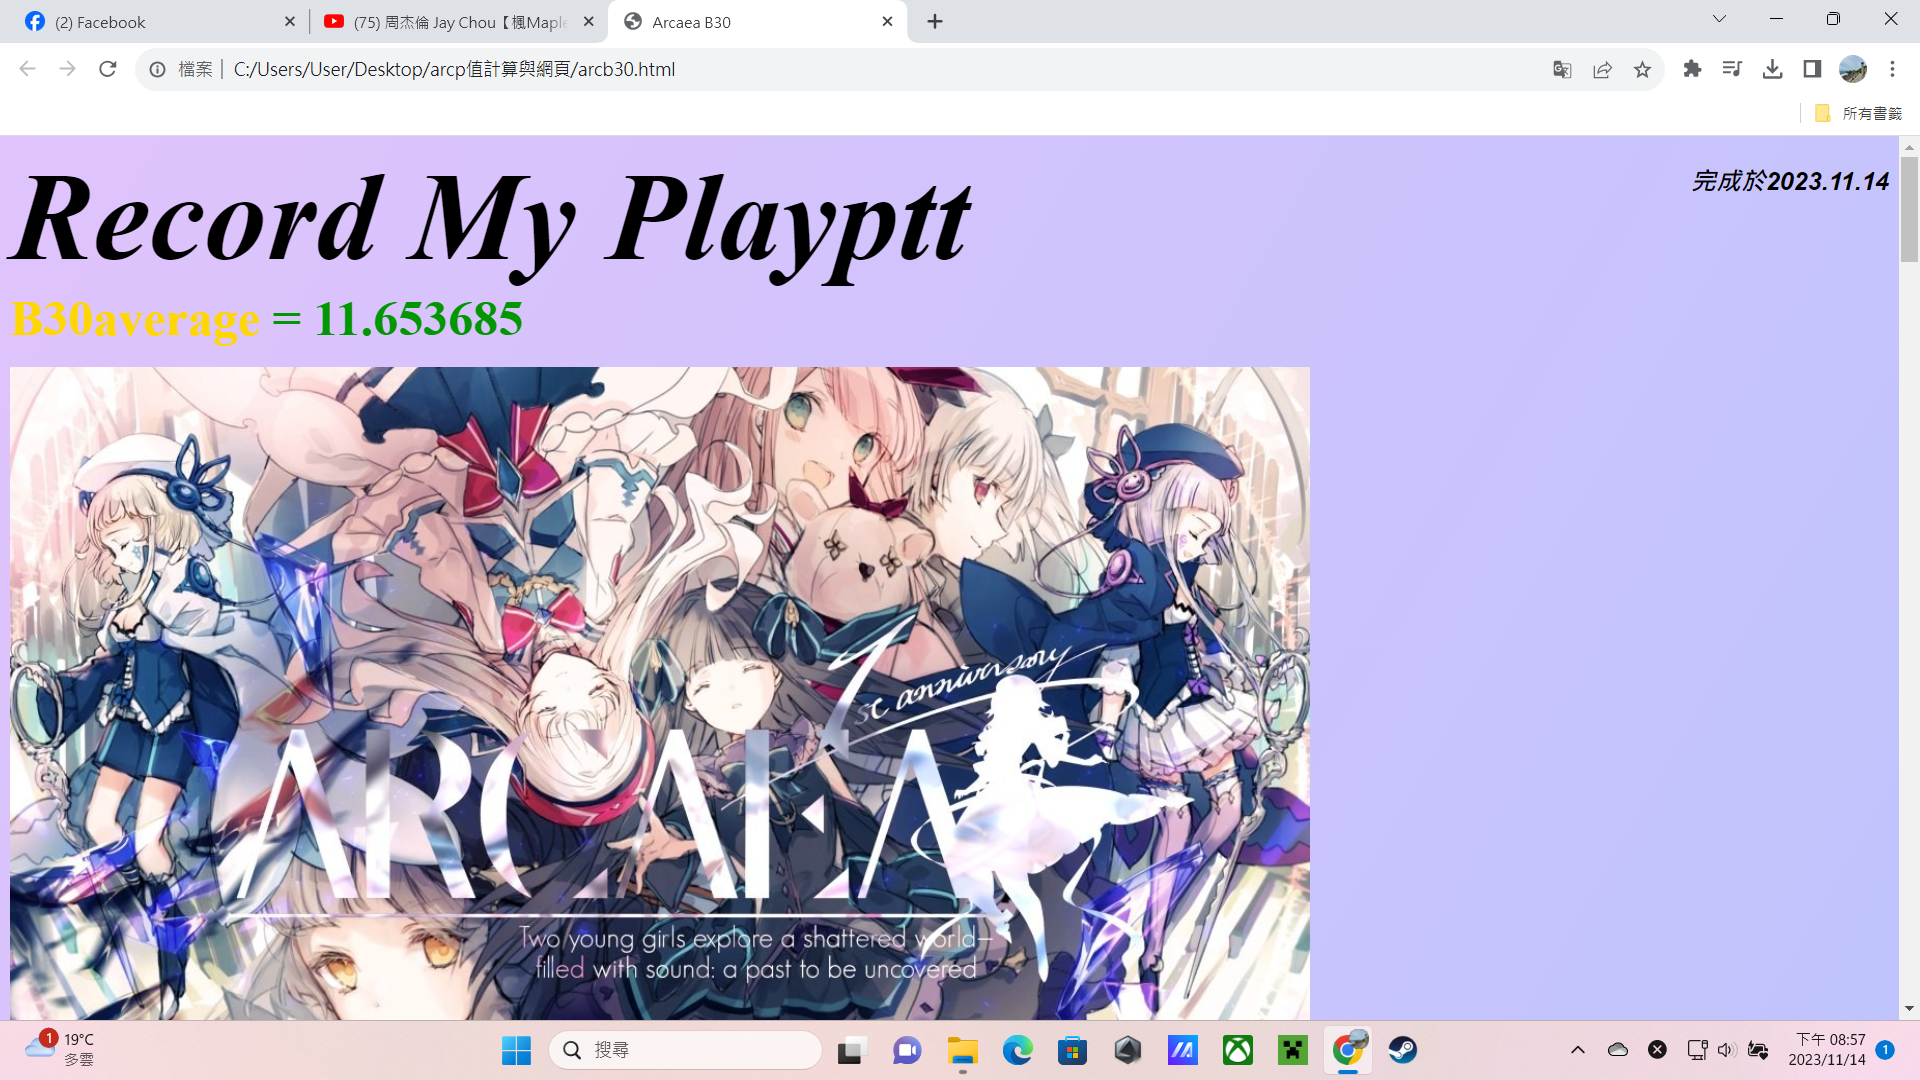 (2) Facebook
(75) 周杰倫 Jay Chou【楓Maple
Arcaea B30
檔案
C:/Users/User/Desktop/arcp值計算與網頁/arcb30.html
所有書籤
Record My Playptt
完成於2023.11.14
B30average = 11.653685
1st anniversary
ARCAEA
Two young girls explore a shattered world—
filled with sound: a past to be uncovered
1
19°C
多雲
搜尋
下午 08:57
2023/11/14
1